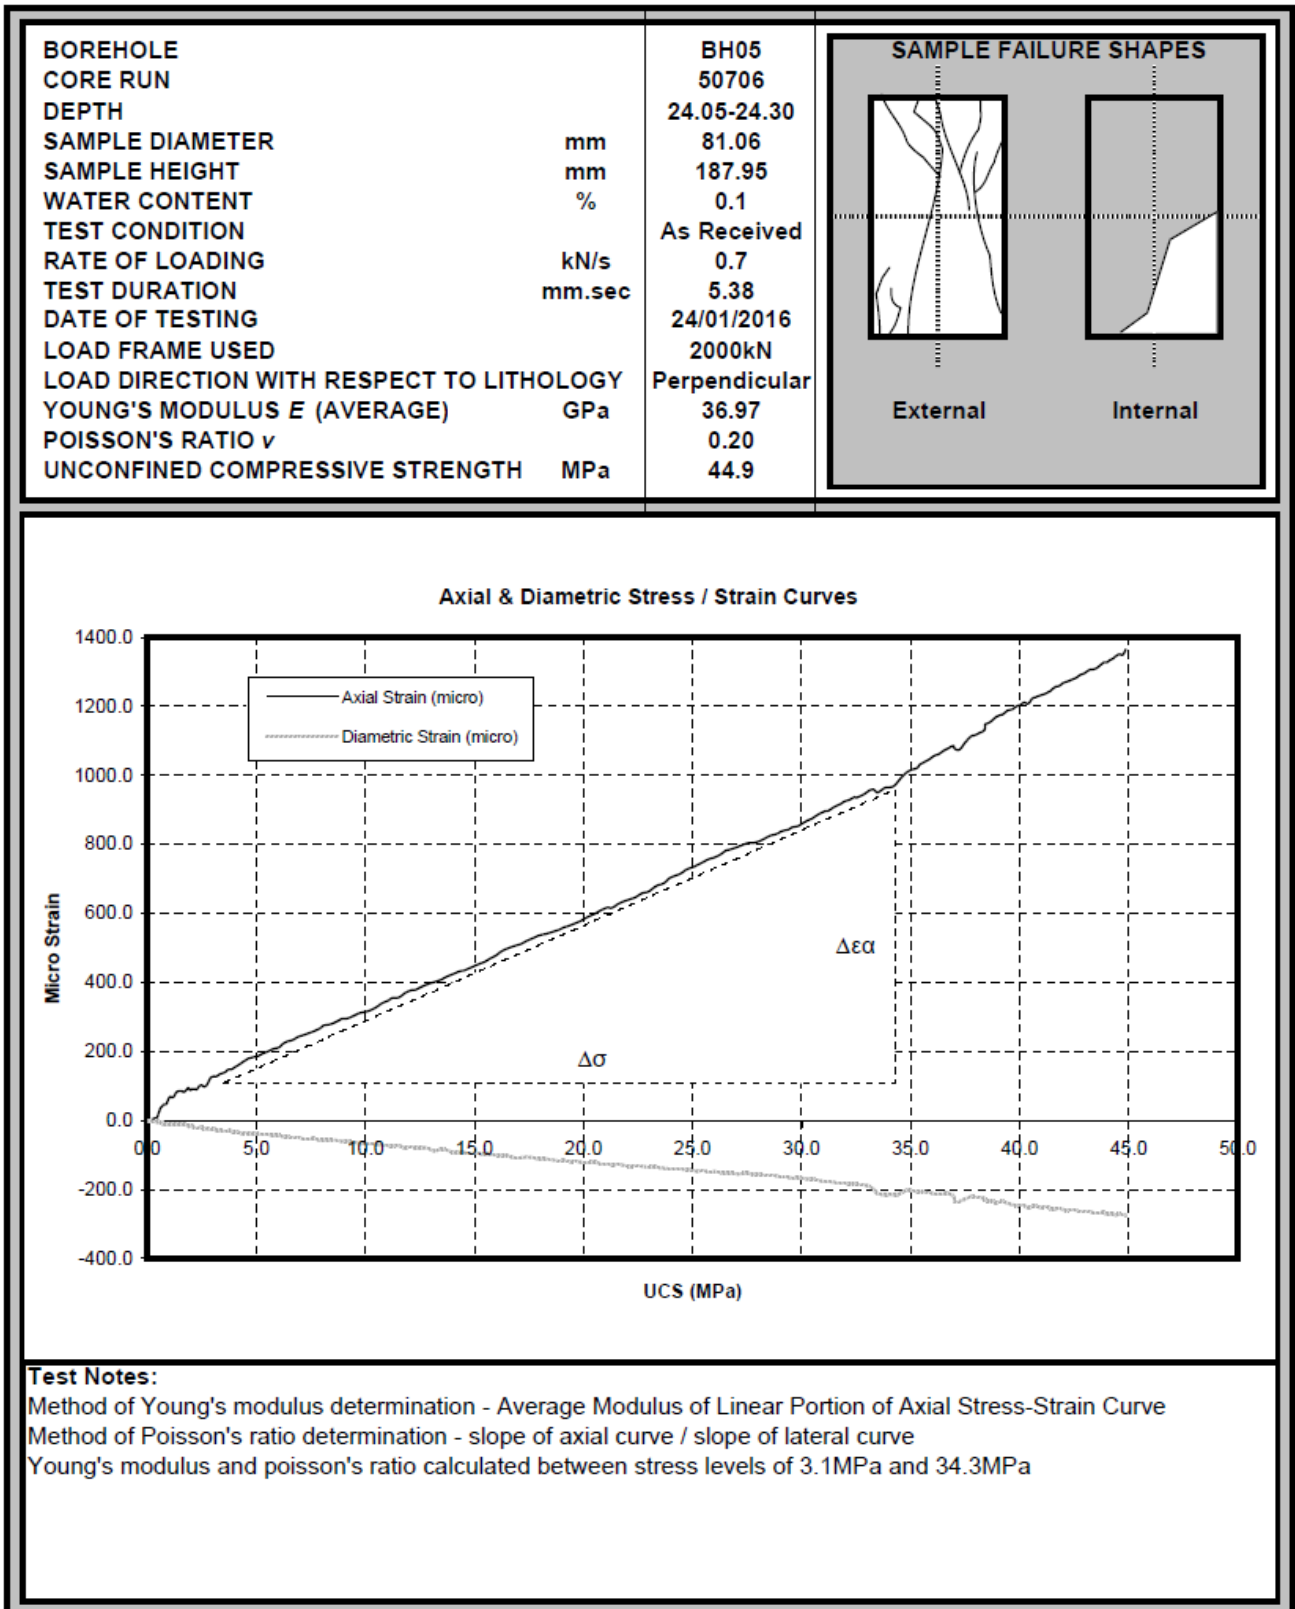 BOREHOLE BH05
CORE RUN 50706
DEPTH 24.05-24.30
SAMPLE DIAMETER mm 81.06
SAMPLE HEIGHT mm 187.95
WATER CONTENT % 0.1
TEST CONDITION As Received
RATE OF LOADING kN/s 0.7
TEST DURATION mm.sec 5.38
DATE OF TESTING 24/01/2016
LOAD FRAME USED 2000kN
LOAD DIRECTION WITH RESPECT TO LITHOLOGY Perpendicular
YOUNG'S MODULUS E (AVERAGE) GPa 36.97
POISSON'S RATIO v 0.20
UNCONFINED COMPRESSIVE STRENGTH MPa 44.9
SAMPLE FAILURE SHAPES
External Internal
Axial & Diametric Stress / Strain Curves
1400.0
1200.0
1000.0
800.0
600.0
400.0
200.0
0.0
-200.0
-400.0
Micro Strain
Axial Strain (micro)
Diametric Strain (micro)
Δεα
Δσ
0.0 5.0 10.0 15.0 20.0 25.0 30.0 35.0 40.0 45.0 50.0
UCS (MPa)
Test Notes:
Method of Young's modulus determination - Average Modulus of Linear Portion of Axial Stress-Strain Curve
Method of Poisson's ratio determination - slope of axial curve / slope of lateral curve
Young's modulus and poisson's ratio calculated between stress levels of 3.1MPa and 34.3MPa